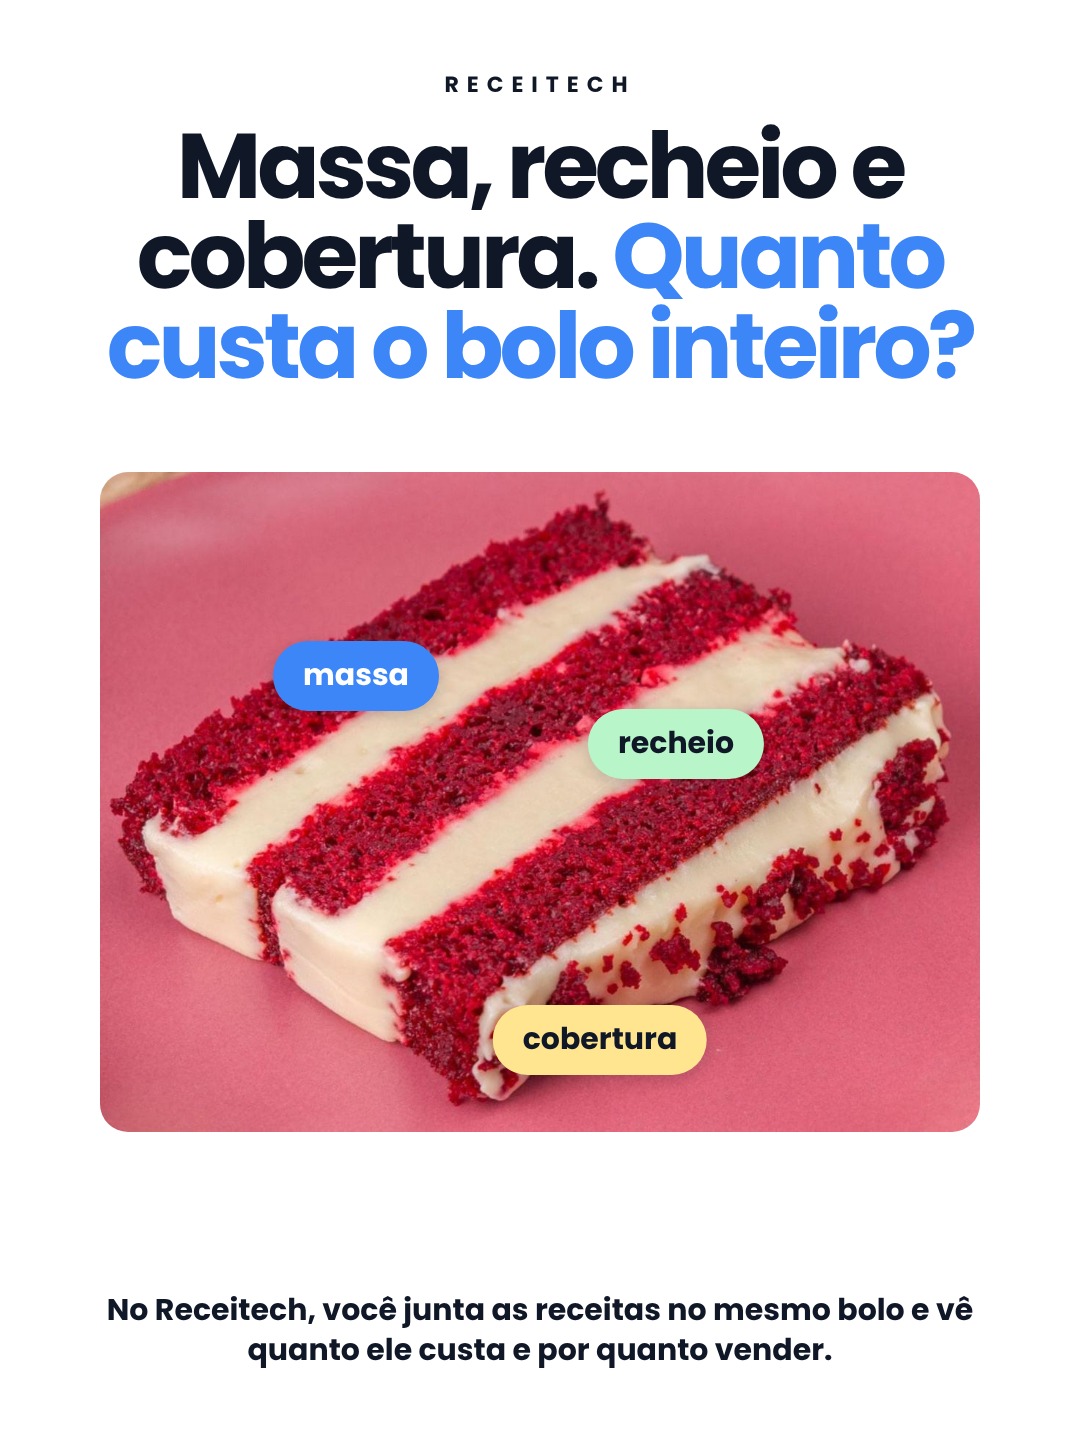 RECEITECH
Massa, recheio e
cobertura. Quanto
custa o bolo inteiro?
massa
recheio
cobertura
No Receitech, você junta as receitas no mesmo bolo e vê
quanto ele custa e por quanto vender.